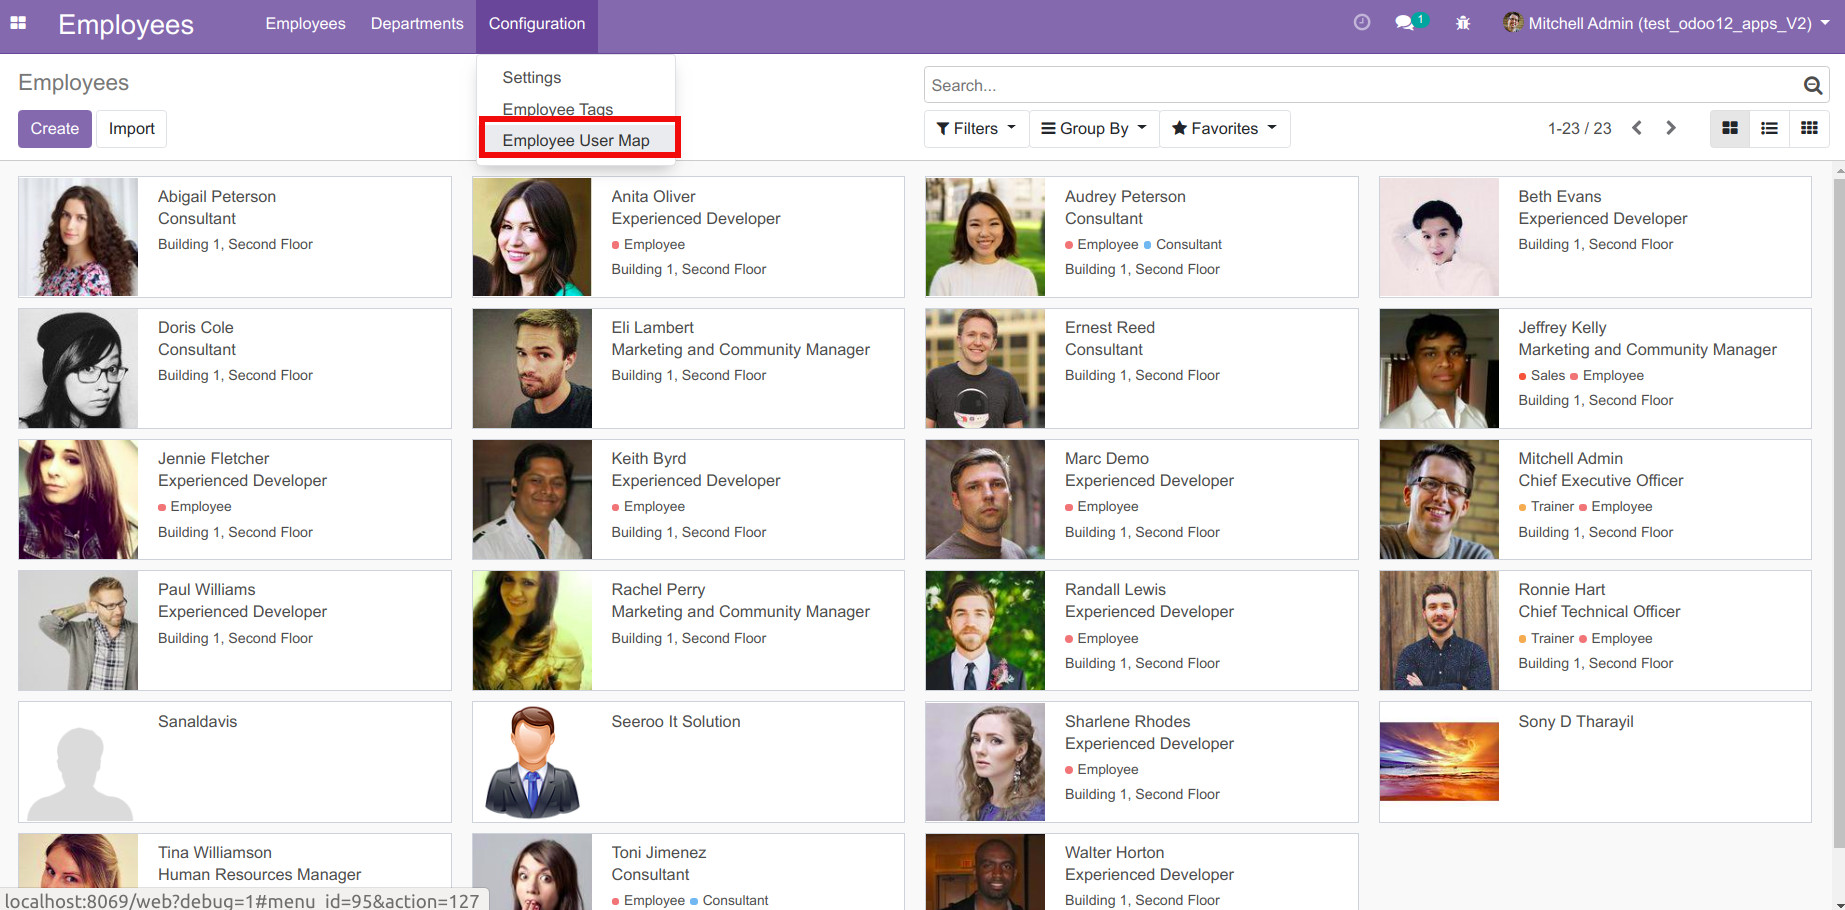 Employees Employees Departments Configuration 1 Mitchell Admin (test_odoo12_apps_V2)
Settings
Employee Tags
Employee User Map
Employees
Search...
Create Import
Filters Group By Favorites 1-23 / 23
Abigail Peterson
Consultant
Building 1, Second Floor
Anita Oliver
Experienced Developer
Employee
Building 1, Second Floor
Audrey Peterson
Consultant
Employee Consultant
Building 1, Second Floor
Beth Evans
Experienced Developer
Building 1, Second Floor
Doris Cole
Consultant
Building 1, Second Floor
Eli Lambert
Marketing and Community Manager
Building 1, Second Floor
Ernest Reed
Consultant
Building 1, Second Floor
Jeffrey Kelly
Marketing and Community Manager
Sales Employee
Building 1, Second Floor
Jennie Fletcher
Experienced Developer
Employee
Building 1, Second Floor
Keith Byrd
Experienced Developer
Employee
Building 1, Second Floor
Marc Demo
Experienced Developer
Employee
Building 1, Second Floor
Mitchell Admin
Chief Executive Officer
Trainer Employee
Building 1, Second Floor
Paul Williams
Experienced Developer
Building 1, Second Floor
Rachel Perry
Marketing and Community Manager
Building 1, Second Floor
Randall Lewis
Experienced Developer
Employee
Building 1, Second Floor
Ronnie Hart
Chief Technical Officer
Trainer Employee
Building 1, Second Floor
Sanaldavis
Seeroo It Solution
Sharlene Rhodes
Experienced Developer
Employee
Building 1, Second Floor
Sony D Tharayil
Tina Williamson
Human Resources Manager
Toni Jimenez
Consultant
Employee Consultant
Walter Horton
Experienced Developer
Building 1, Second Floor
localhost:8069/web?debug=1#menu_id=95&action=127